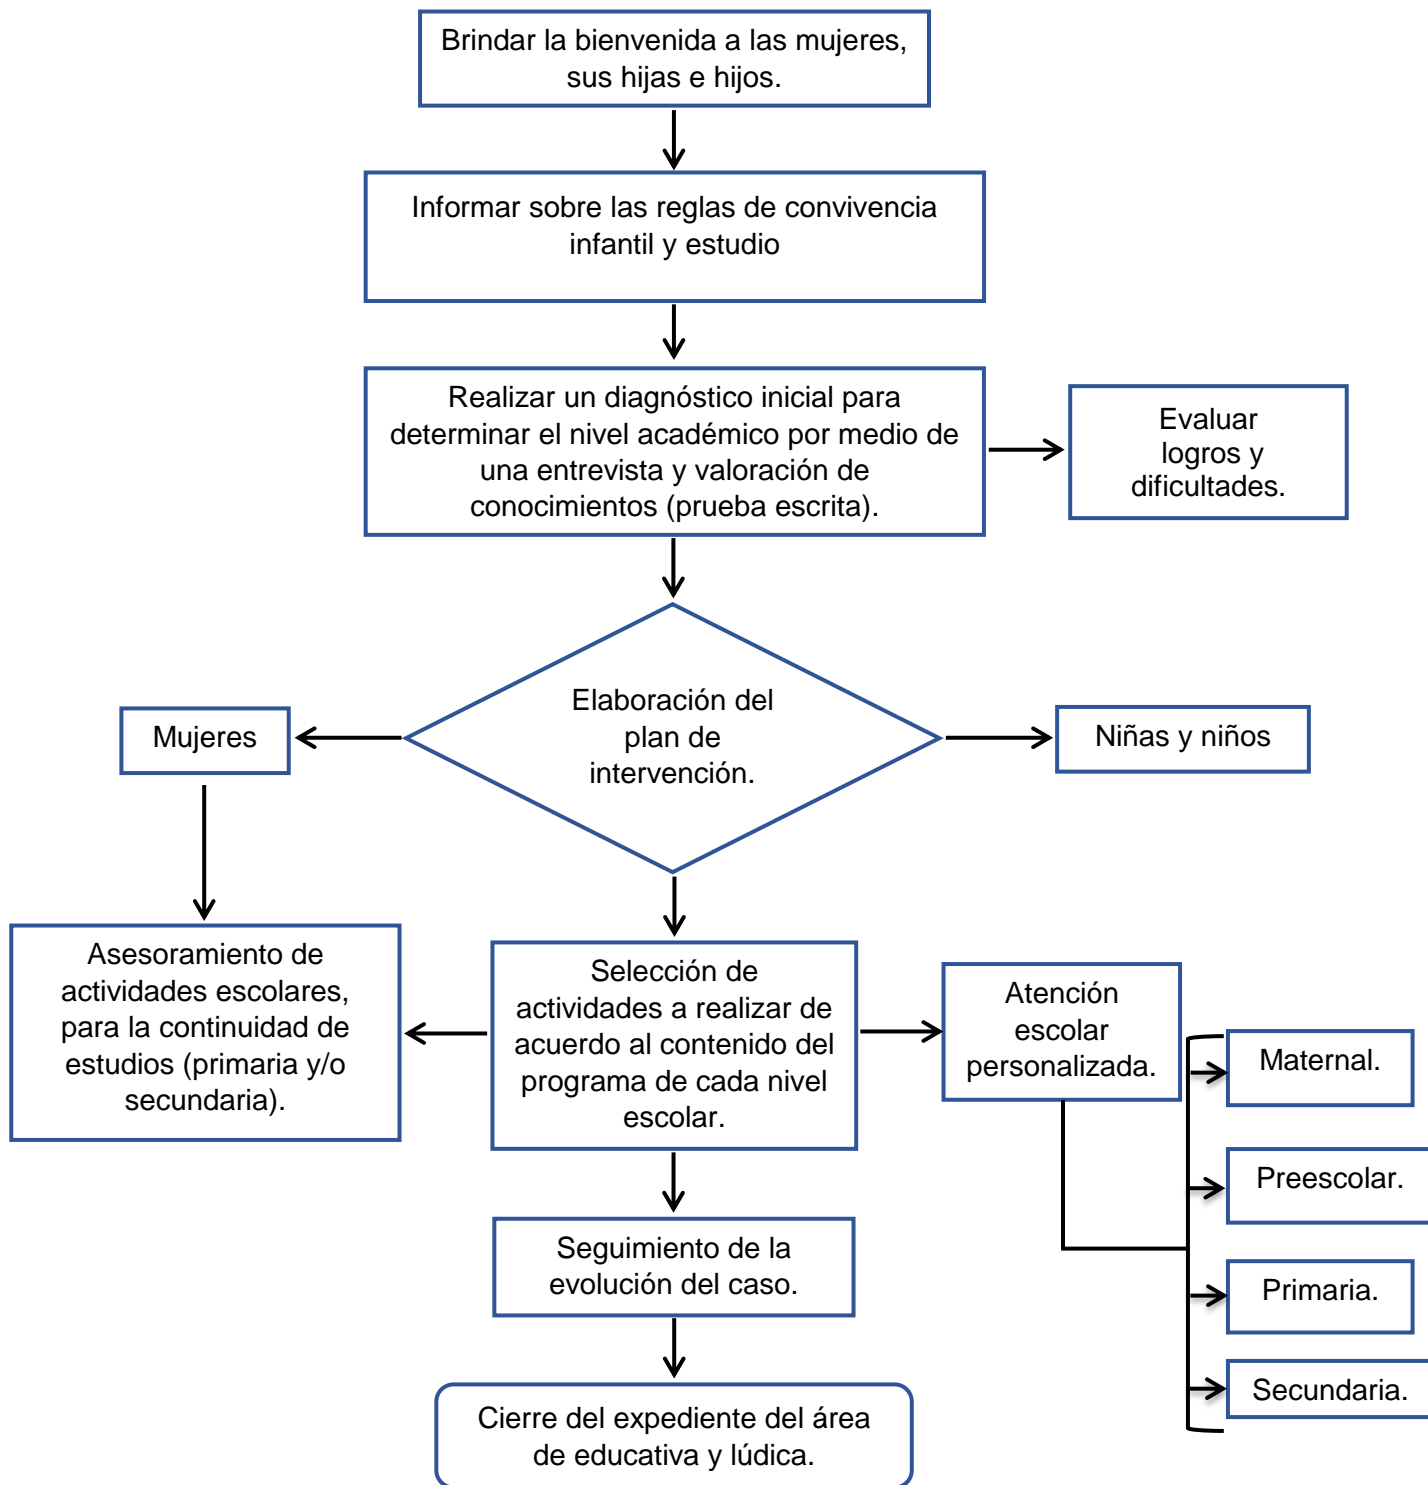 Brindar la bienvenida a las mujeres,
sus hijas e hijos.
Informar sobre las reglas de convivencia
infantil y estudio
Realizar un diagnóstico inicial para
determinar el nivel académico por medio de
una entrevista y valoración de
conocimientos (prueba escrita).
Evaluar
logros y
dificultades.
Elaboración del
plan de
intervención.
Mujeres
Niñas y niños
Asesoramiento de
actividades escolares,
para la continuidad de
estudios (primaria y/o
secundaria).
Selección de
actividades a realizar de
acuerdo al contenido del
programa de cada nivel
escolar.
Atención
escolar
personalizada.
Maternal.
Preescolar.
Primaria.
Secundaria.
Seguimiento de la
evolución del caso.
Cierre del expediente del área
de educativa y lúdica.